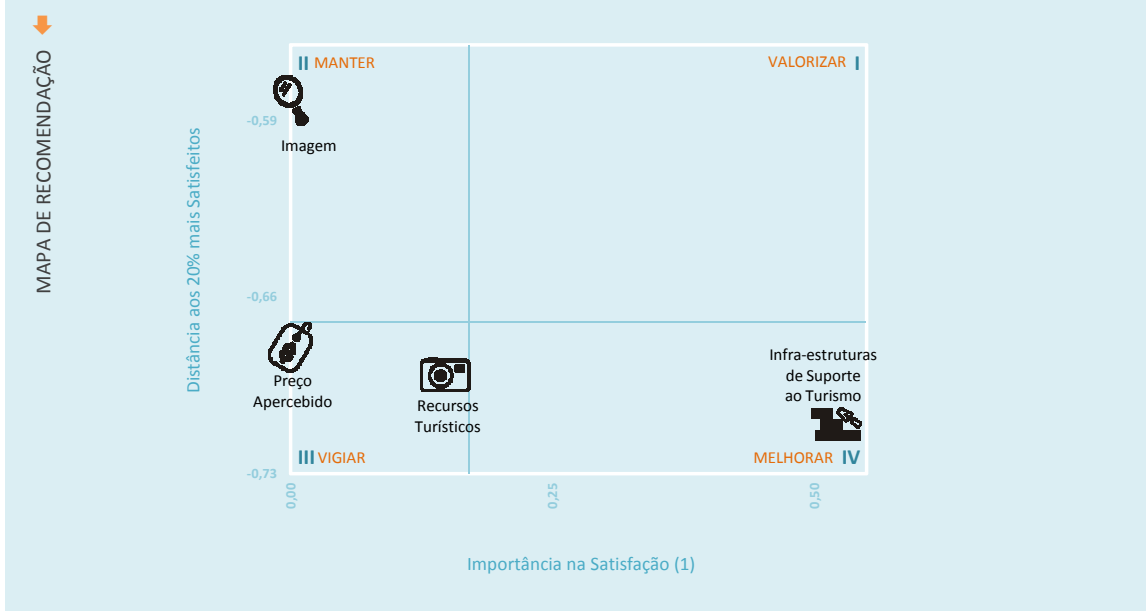 MAPA DE RECOMENDAÇÃO
Distância aos 20% mais Satisfeitos
II MANTER
VALORIZAR I
-0,59
Imagem
-0,66
Preço
Apercebido
Recursos
Turísticos
Infra-estruturas
de Suporte
ao Turismo
III VIGIAR
MELHORAR IV
-0,73
0,00
0,25
0,50
Importância na Satisfação (1)